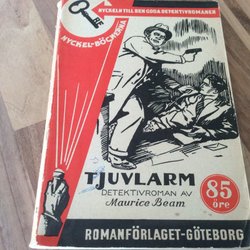 NYCKELN TILL DEN GODA DETEKTIVROMANEN
NYCKEL-BÖCKERNA
TJUVLARM
DETEKTIVROMAN AV
Maurice Beam
85
öre
ROMANFÖRLAGET-GÖTEBORG